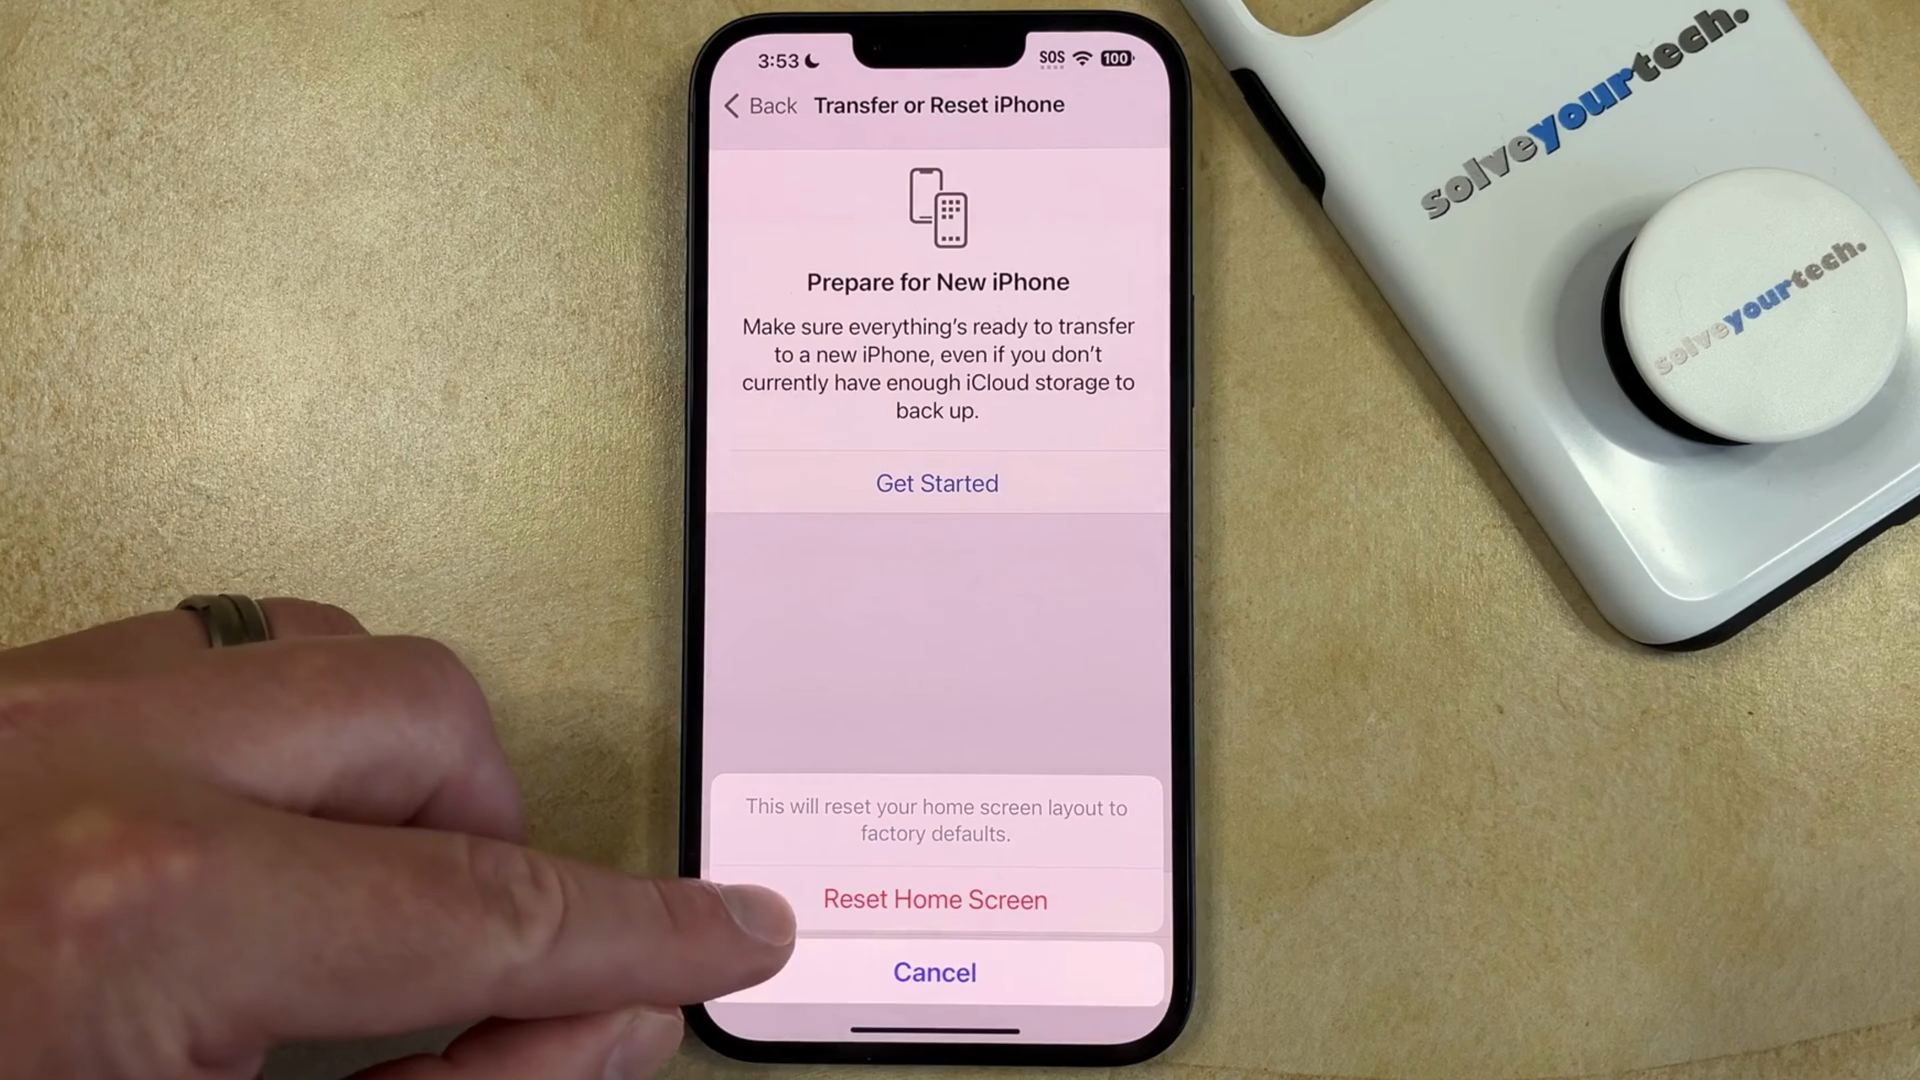 3:53
SOS
100
Back
Transfer or Reset iPhone
Prepare for New iPhone
Make sure everything's ready to transfer
to a new iPhone, even if you don't
currently have enough iCloud storage to
back up.
Get Started
This will reset your home screen layout to
factory defaults.
Reset Home Screen
Cancel
solveyourtech.
solveyourtech.